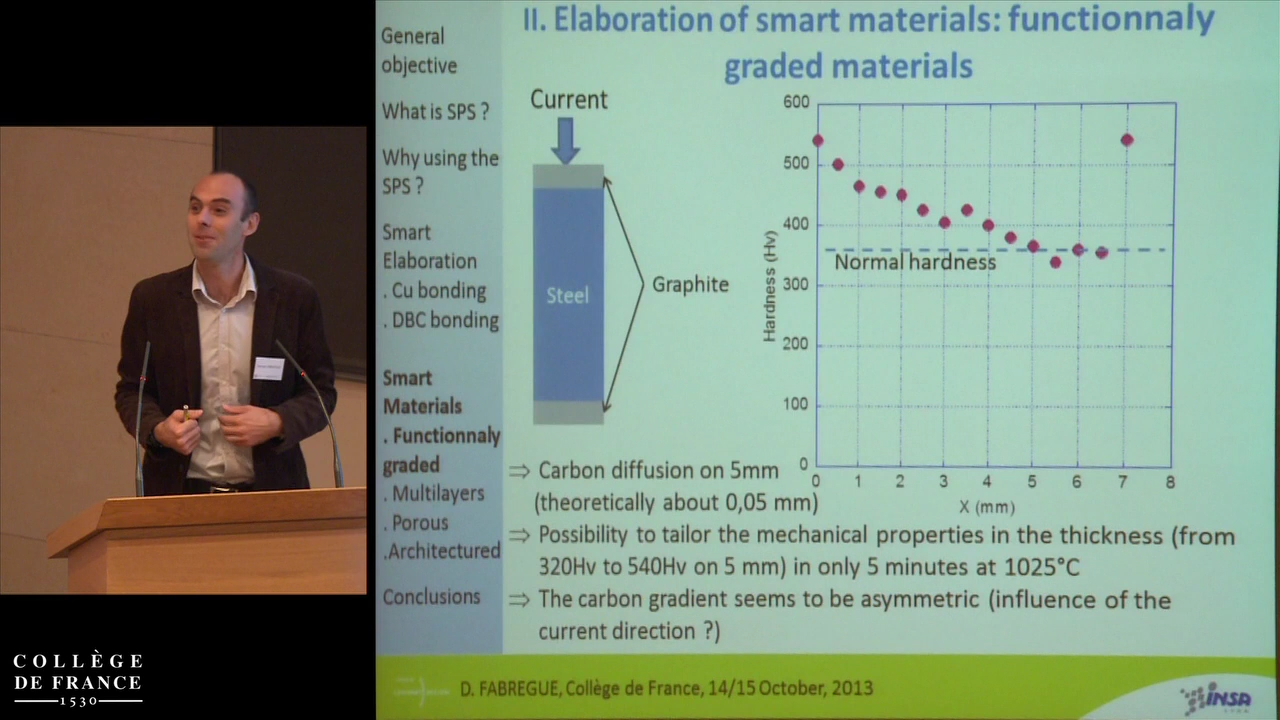 II. Elaboration of smart materials: functionnaly
graded materials
General
objective
What is SPS ?
Why using the
SPS ?
Smart
Elaboration
. Cu bonding
. DBC bonding
Smart
Materials
. Functionnaly
graded
. Multilayers
. Porous
.Architectured
Conclusions
Current
Steel
Graphite
600
500
400
300
200
100
0
Hardness (Hv)
Normal hardness
0 1 2 3 4 5 6 7 8
X (mm)
⇒ Carbon diffusion on 5mm
(theoretically about 0,05 mm)
⇒ Possibility to tailor the mechanical properties in the thickness (from
320Hv to 540Hv on 5 mm) in only 5 minutes at 1025°C
⇒ The carbon gradient seems to be asymmetric (influence of the
current direction ?)
D. FABREGUE, Collège de France, 14/15 October, 2013
INSA
COLLÈGE
DE FRANCE
1530